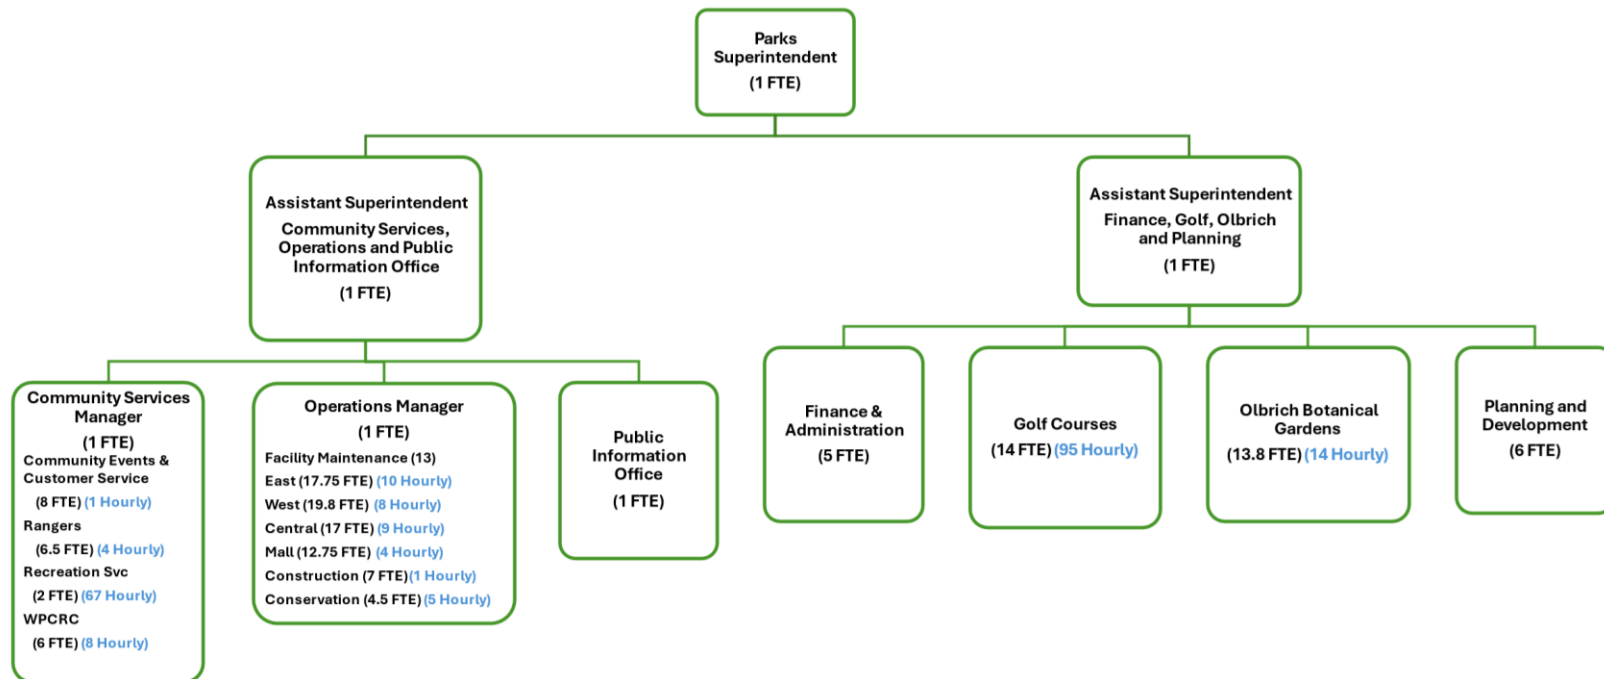 Parks
Superintendent
(1 FTE)
Assistant Superintendent
Community Services,
Operations and Public
Information Office
(1 FTE)
Assistant Superintendent
Finance, Golf, Olbrich
and Planning
(1 FTE)
Community Services
Manager
(1 FTE)
Community Events &
Customer Service
(8 FTE) (1 Hourly)
Rangers
(6.5 FTE) (4 Hourly)
Recreation Svc
(2 FTE) (67 Hourly)
WPCRC
(6 FTE) (8 Hourly)
Operations Manager
(1 FTE)
Facility Maintenance (13)
East (17.75 FTE) (10 Hourly)
West (19.8 FTE) (8 Hourly)
Central (17 FTE) (9 Hourly)
Mall (12.75 FTE) (4 Hourly)
Construction (7 FTE) (1 Hourly)
Conservation (4.5 FTE) (5 Hourly)
Public
Information
Office
(1 FTE)
Finance &
Administration
(5 FTE)
Golf Courses
(14 FTE) (95 Hourly)
Olbrich Botanical
Gardens
(13.8 FTE) (14 Hourly)
Planning and
Development
(6 FTE)